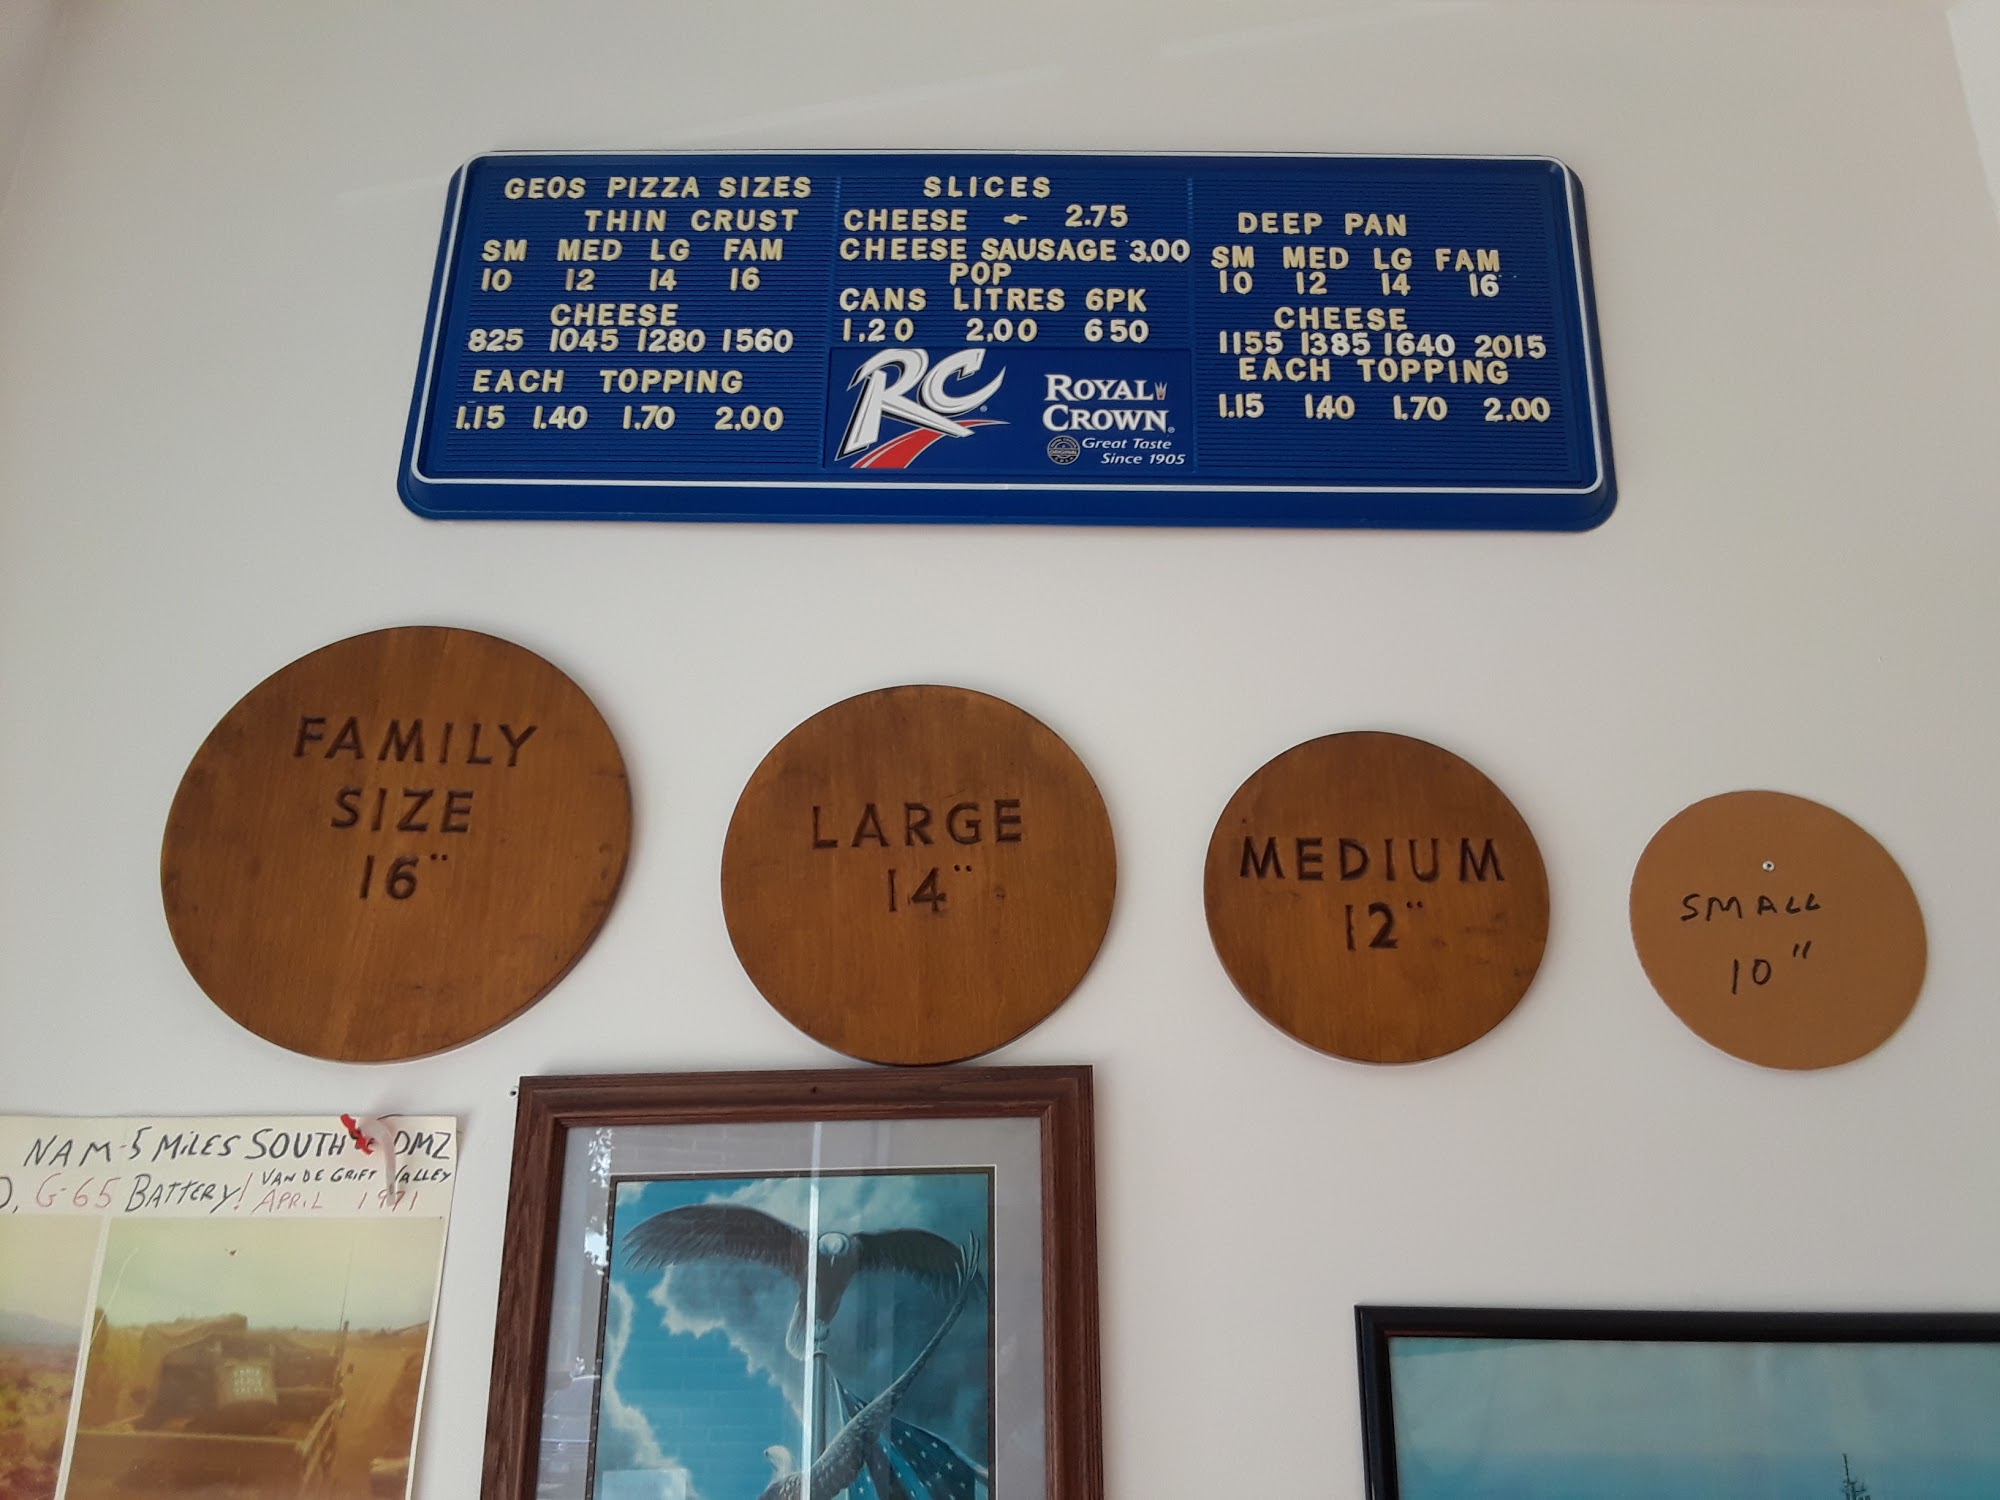 GEOS PIZZA SIZES
THIN CRUST
SM MED LG FAM
10 12 14 16
CHEESE
825 1045 1280 1560
EACH TOPPING
1.15 1.40 1.70 2.00
SLICES
CHEESE 2.75
CHEESE SAUSAGE 3.00
POP
CANS LITRES 6PK
1.20 2.00 650
RC
ROYAL
CROWN
Great Taste
Since 1905
DEEP PAN
SM MED LG FAM
10 12 14 16
CHEESE
1155 1385 1640 2015
EACH TOPPING
1.15 1.40 1.70 2.00
FAMILY
SIZE
16"
LARGE
14"
MEDIUM
12"
SMALL
10"
NAM-5 MILES SOUTH DMZ
G-65 BATTERY! VAN DE GRIFT VALLEY
APRIL 1971